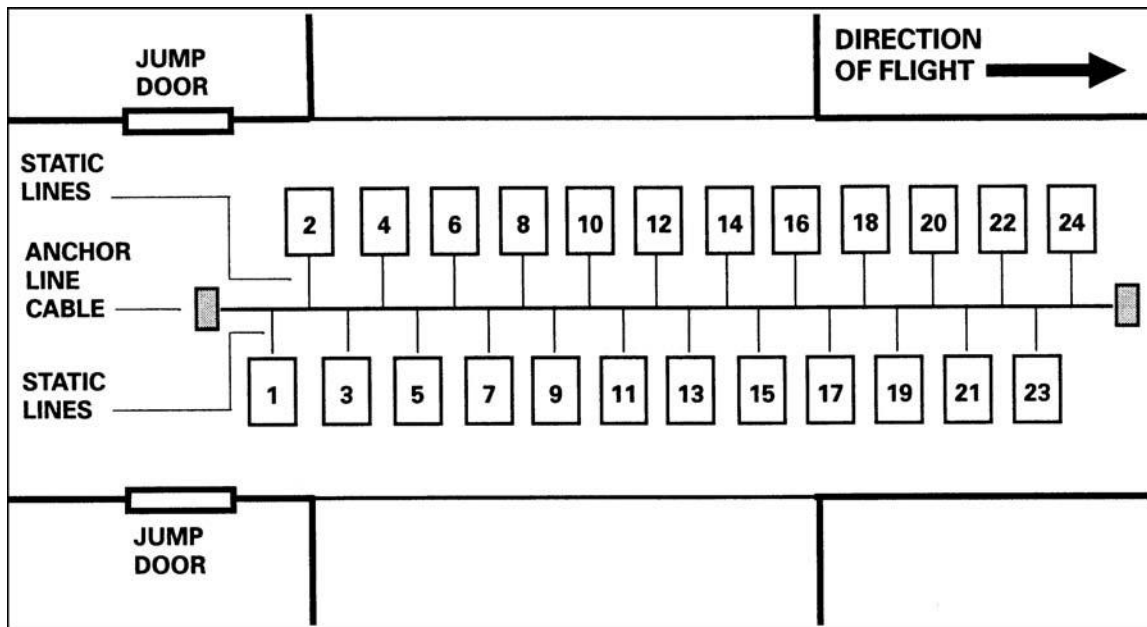 JUMP
DOOR
DIRECTION
OF FLIGHT
STATIC
LINES
2 4 6 8 10 12 14 16 18 20 22 24
ANCHOR
LINE
CABLE
STATIC
LINES
1 3 5 7 9 11 13 15 17 19 21 23
JUMP
DOOR